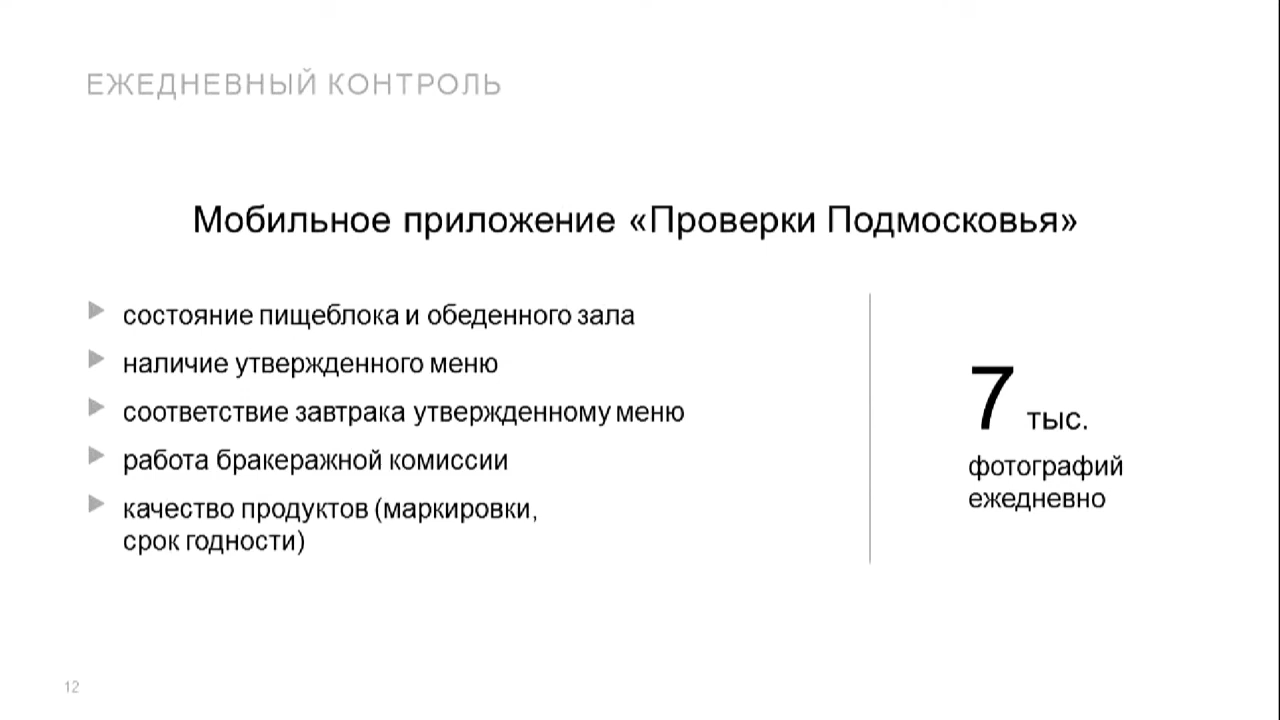 ЕЖЕДНЕВНЫЙ КОНТРОЛЬ
Мобильное приложение «Проверки Подмосковья»
состояние пищеблока и обеденного зала
наличие утвержденного меню
соответствие завтрака утвержденному меню
работа бракеражной комиссии
качество продуктов (маркировки,
срок годности)
7 тыс.
фотографий
ежедневно
12